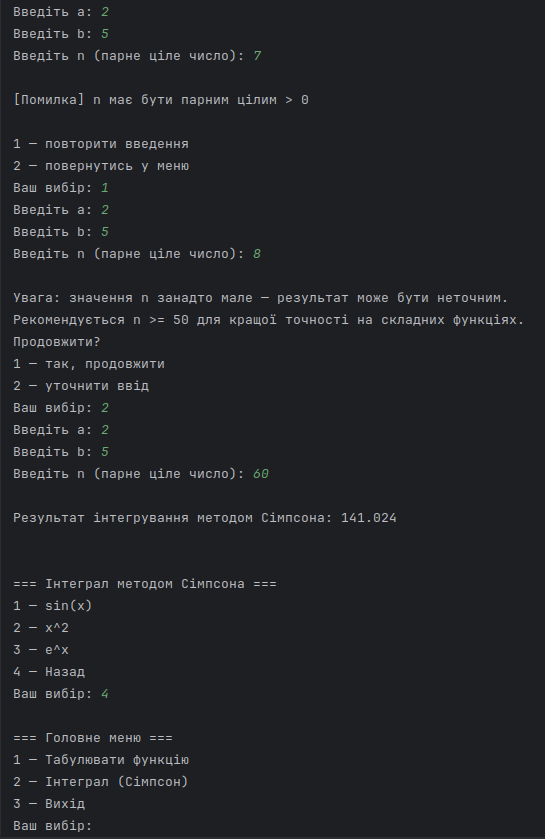 Введіть a: 2
Введіть b: 5
Введіть n (парне ціле число): 7
[Помилка] n має бути парним цілим > 0
1 — повторити введення
2 — повернутись у меню
Ваш вибір: 1
Введіть a: 2
Введіть b: 5
Введіть n (парне ціле число): 8
Увага: значення n занадто мале — результат може бути неточним.
Рекомендується n >= 50 для кращої точності на складних функціях.
Продовжити?
1 — так, продовжити
2 — уточнити ввід
Ваш вибір: 2
Введіть a: 2
Введіть b: 5
Введіть n (парне ціле число): 60
Результат інтегрування методом Сімпсона: 141.024
=== Інтеграл методом Сімпсона ===
1 — sin(x)
2 — x^2
3 — e^x
4 — Назад
Ваш вибір: 4
=== Головне меню ===
1 — Табулювати функцію
2 — Інтеграл (Сімпсон)
3 — Вихід
Ваш вибір: